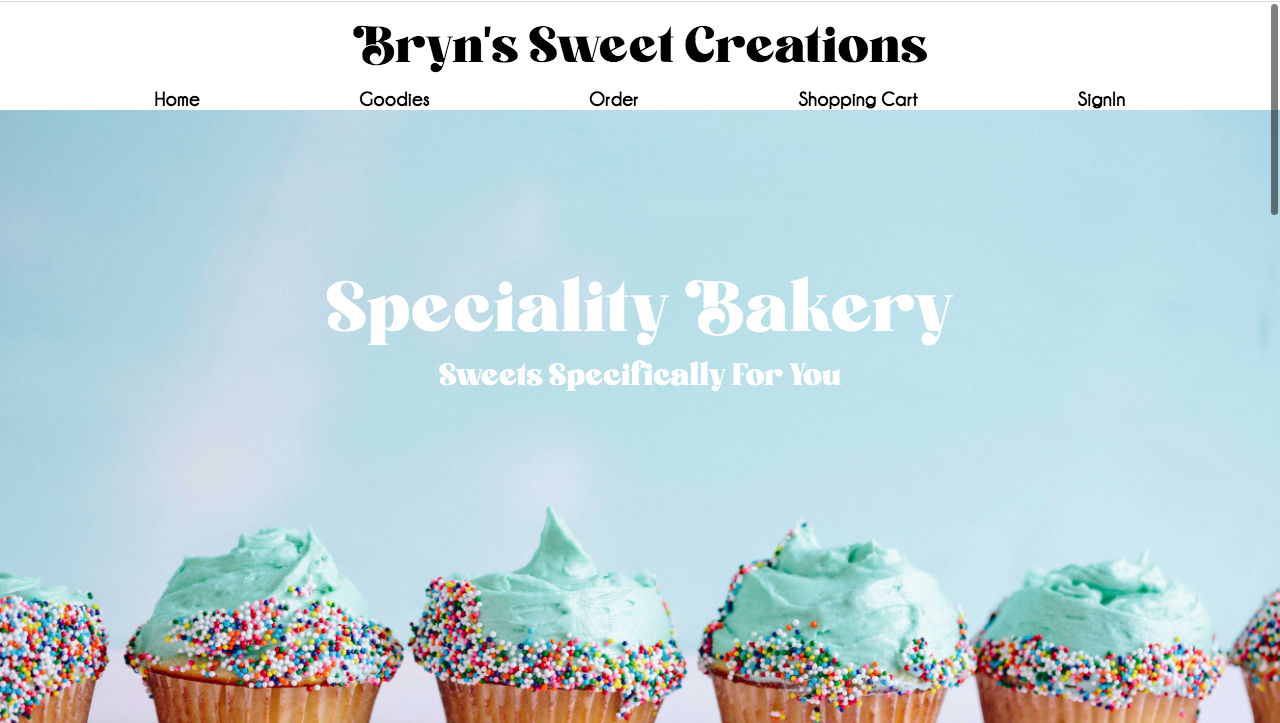 Bryn's Sweet Creations
Home Goodies Order Shopping Cart SignIn
Speciality Bakery
Sweets Specifically For You